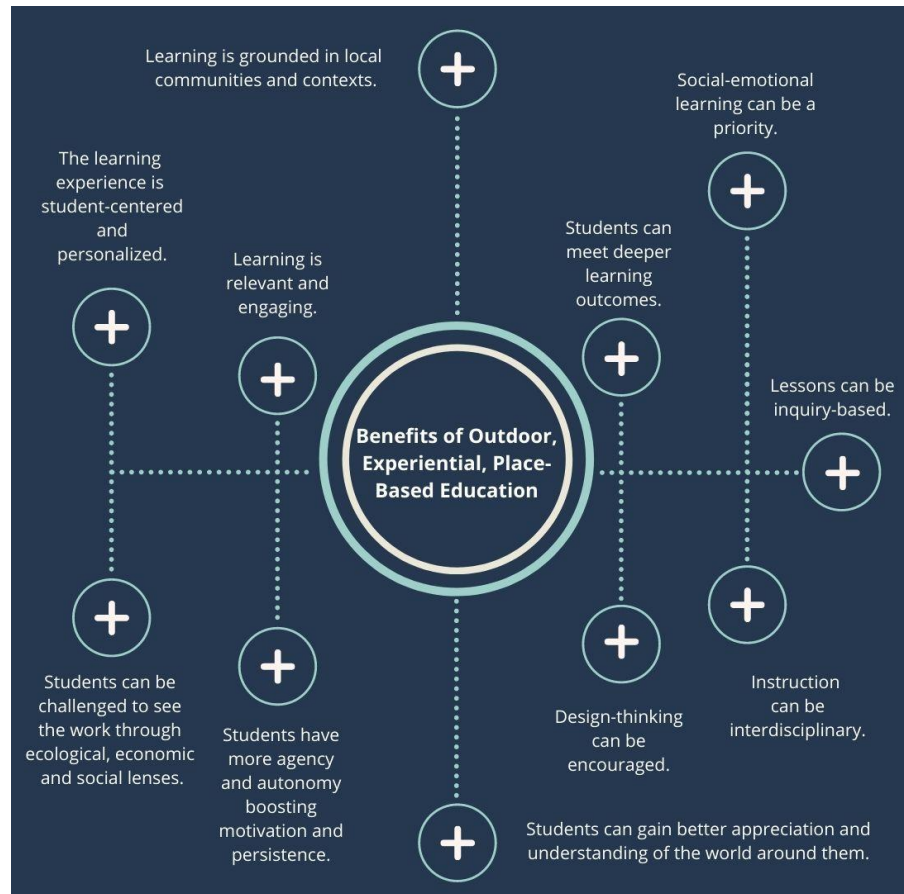 Learning is grounded in local
communities and contexts.
Social-emotional
learning can be a
priority.
The learning
experience is
student-centered
and
personalized.
Learning is
relevant and
engaging.
Students can
meet deeper
learning
outcomes.
Lessons can be
inquiry-based.
Benefits of Outdoor,
Experiential, Place-
Based Education
Students can be
challenged to see
the work through
ecological, economic
and social lenses.
Students have
more agency
and autonomy
boosting
motivation and
persistence.
Design-thinking
can be
encouraged.
Instruction
can be
interdisciplinary.
Students can gain better appreciation and
understanding of the world around them.